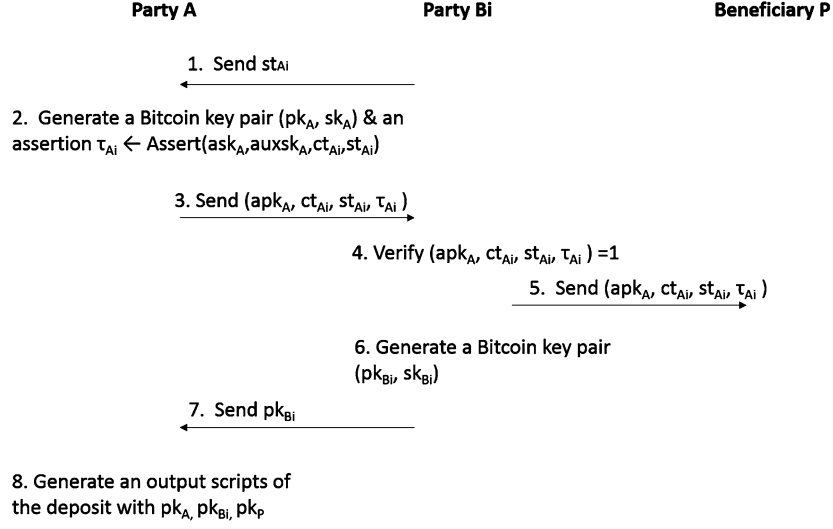 Party A Party Bi Beneficiary P
1. Send stAi
2. Generate a Bitcoin key pair (pkA, skA) & an
assertion τAi ← Assert(askA,auxskA,ctAi,stAi)
3. Send (apkA, ctAi, stAi, τAi )
4. Verify (apkA, ctAi, stAi, τAi ) =1
5. Send (apkA, ctAi, stAi, τAi )
6. Generate a Bitcoin key pair
(pkBi, skBi)
7. Send pkBi
8. Generate an output scripts of
the deposit with pkA, pkBi, pkP